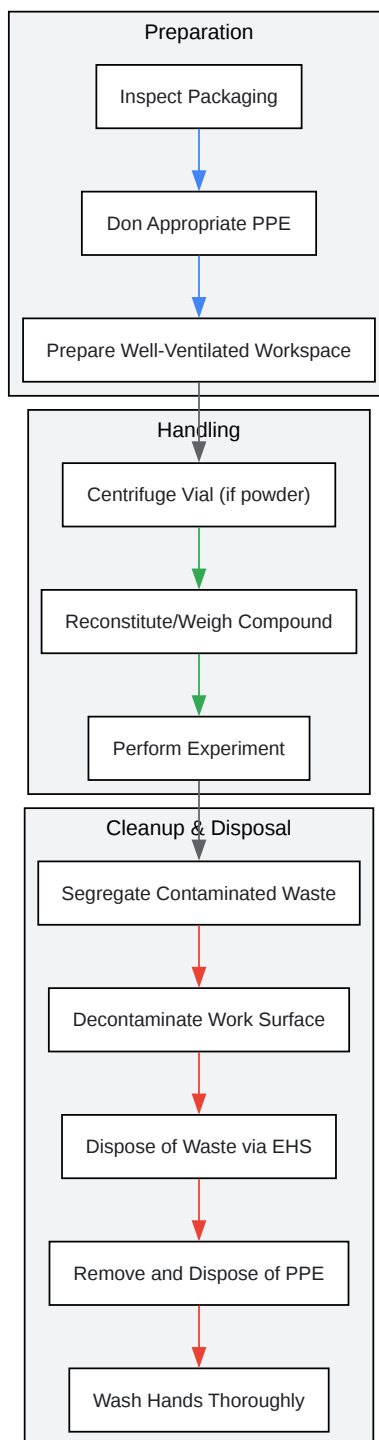 Preparation
Inspect Packaging
Don Appropriate PPE
Prepare Well-Ventilated Workspace
Handling
Centrifuge Vial (if powder)
Reconstitute/Weigh Compound
Perform Experiment
Cleanup & Disposal
Segregate Contaminated Waste
Decontaminate Work Surface
Dispose of Waste via EHS
Remove and Dispose of PPE
Wash Hands Thoroughly